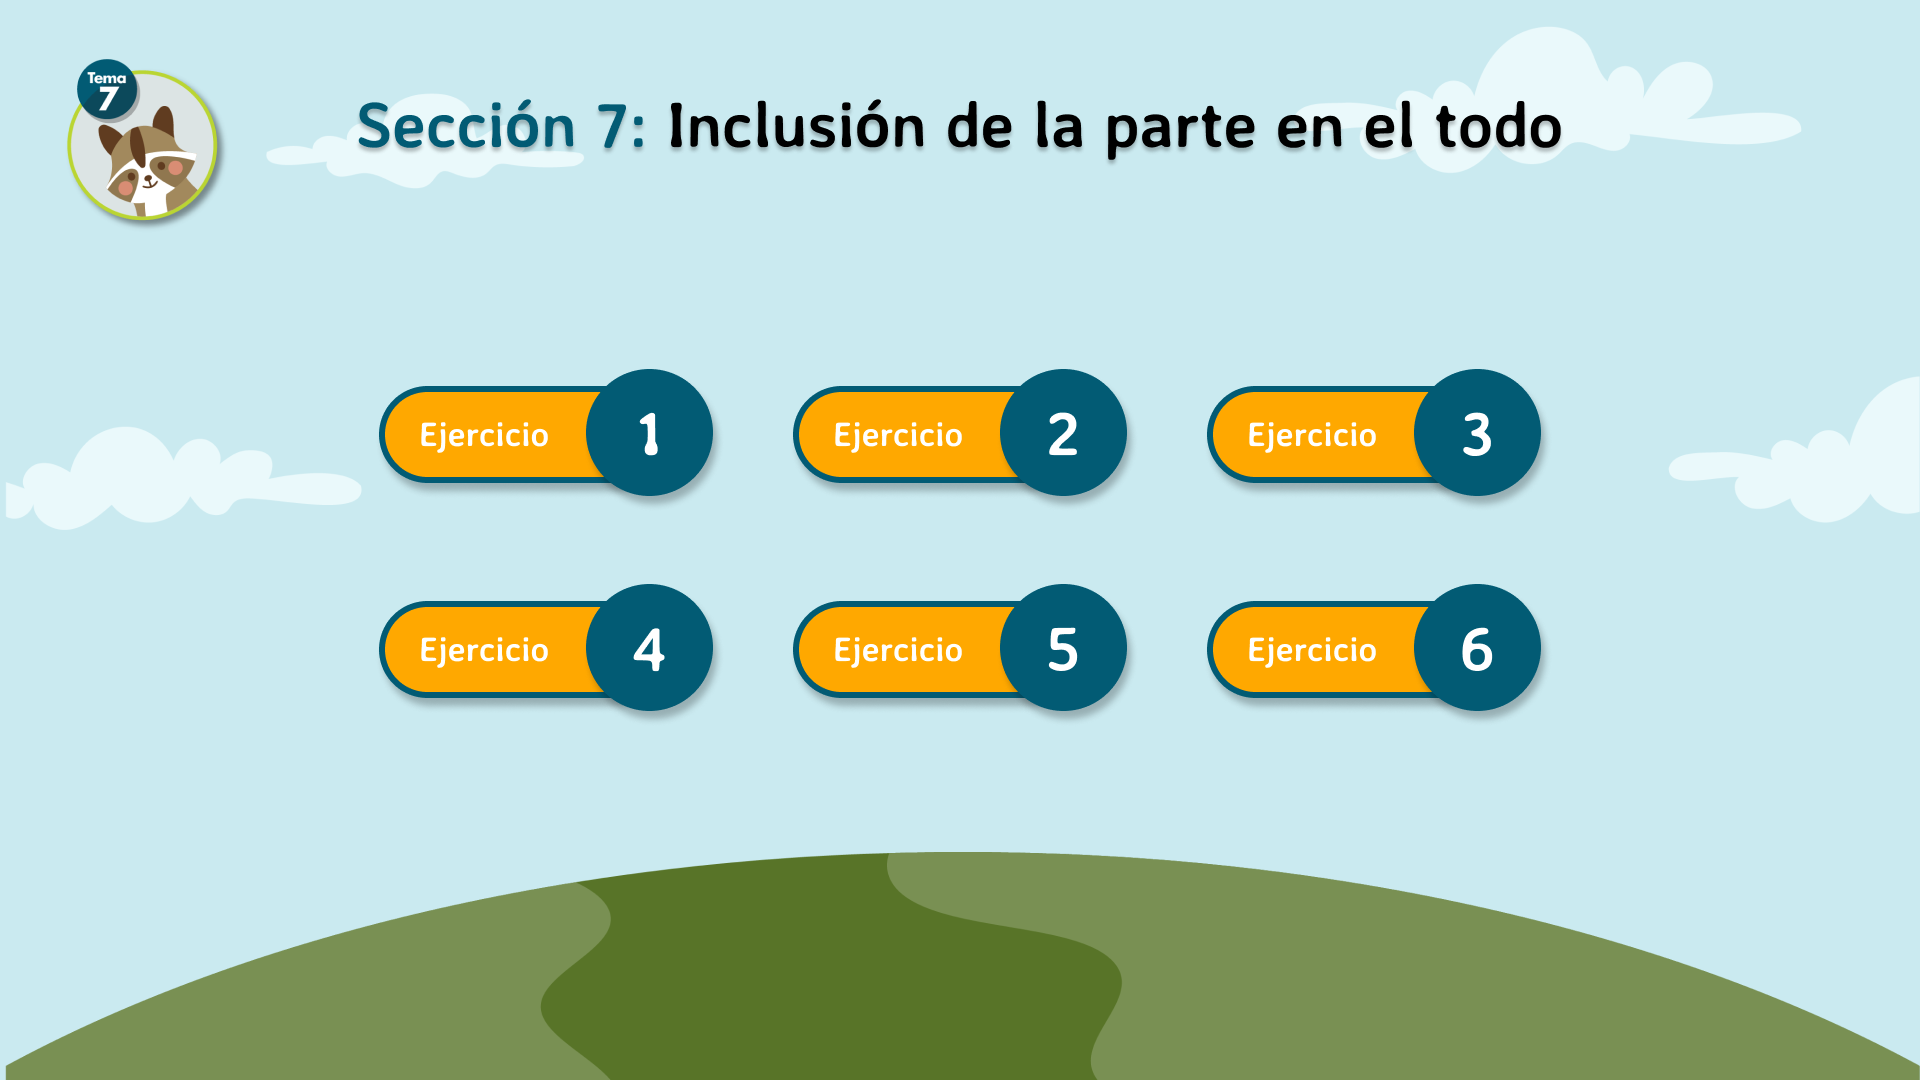 Tema
7
Sección 7: Inclusión de la parte en el todo
Ejercicio 1
Ejercicio 2
Ejercicio 3
Ejercicio 4
Ejercicio 5
Ejercicio 6